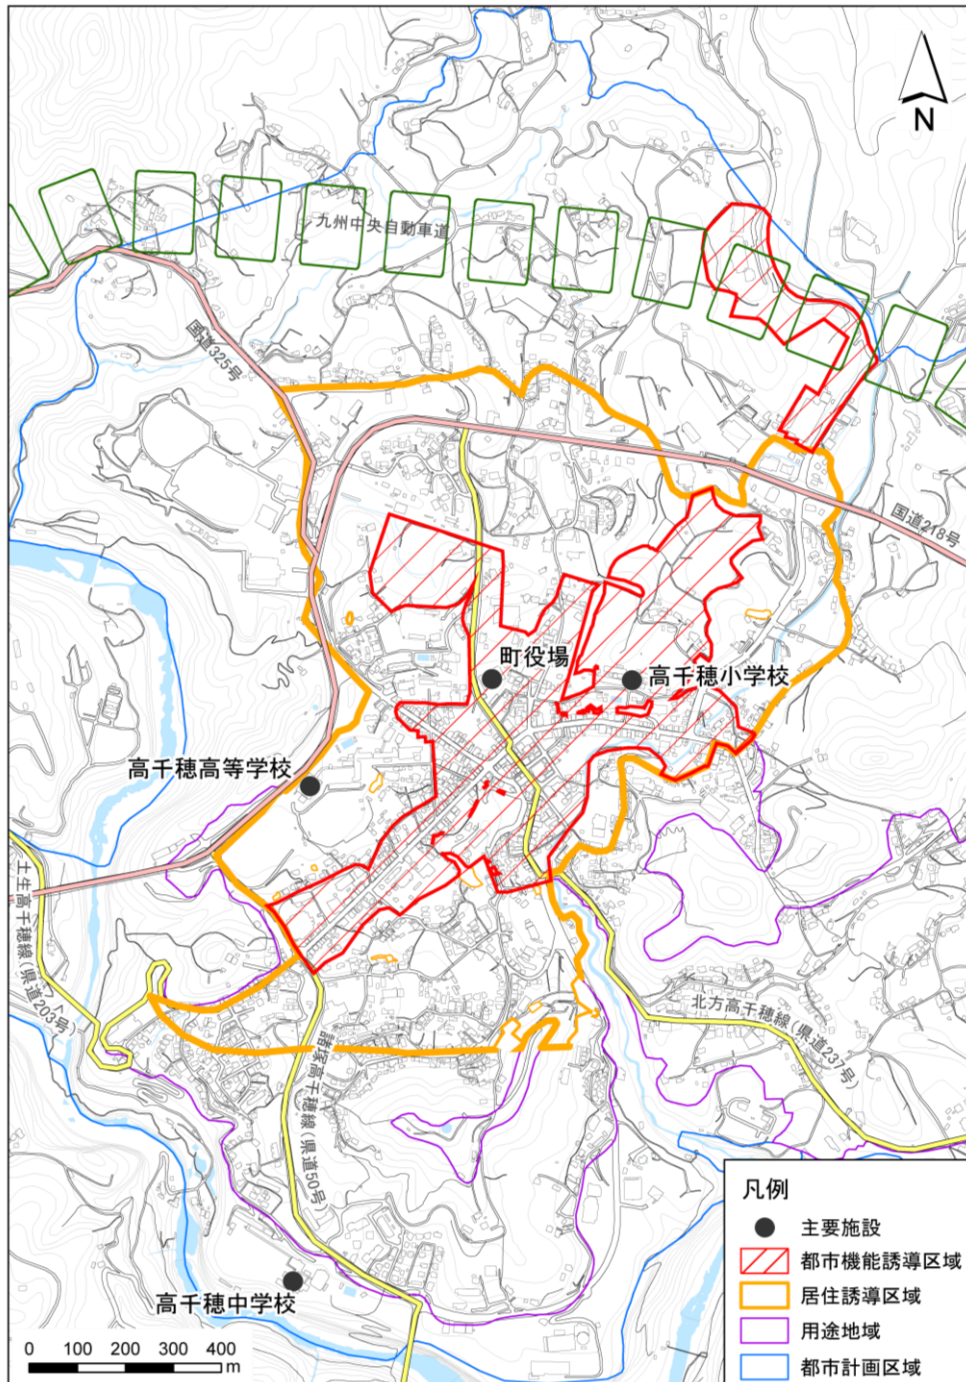 N
九州中央自動車道
国道325号
国道218号
町役場
高千穂小学校
高千穂高等学校
土生高千穂線(県道203号)
北方高千穂線(県道237号)
諸塚高千穂線(県道50号)
高千穂中学校
凡例
主要施設
都市機能誘導区域
居住誘導区域
用途地域
都市計画区域
0 100 200 300 400
m